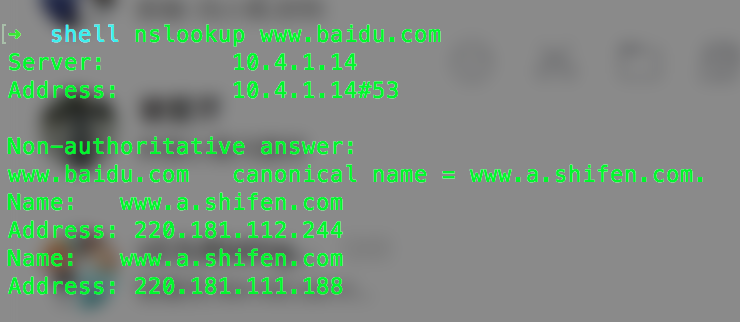 [➜  shell nslookup www.baidu.com
Server:         10.4.1.14
Address:        10.4.1.14#53

Non-authoritative answer:
www.baidu.com   canonical name = www.a.shifen.com.
Name:   www.a.shifen.com
Address: 220.181.112.244
Name:   www.a.shifen.com
Address: 220.181.111.188